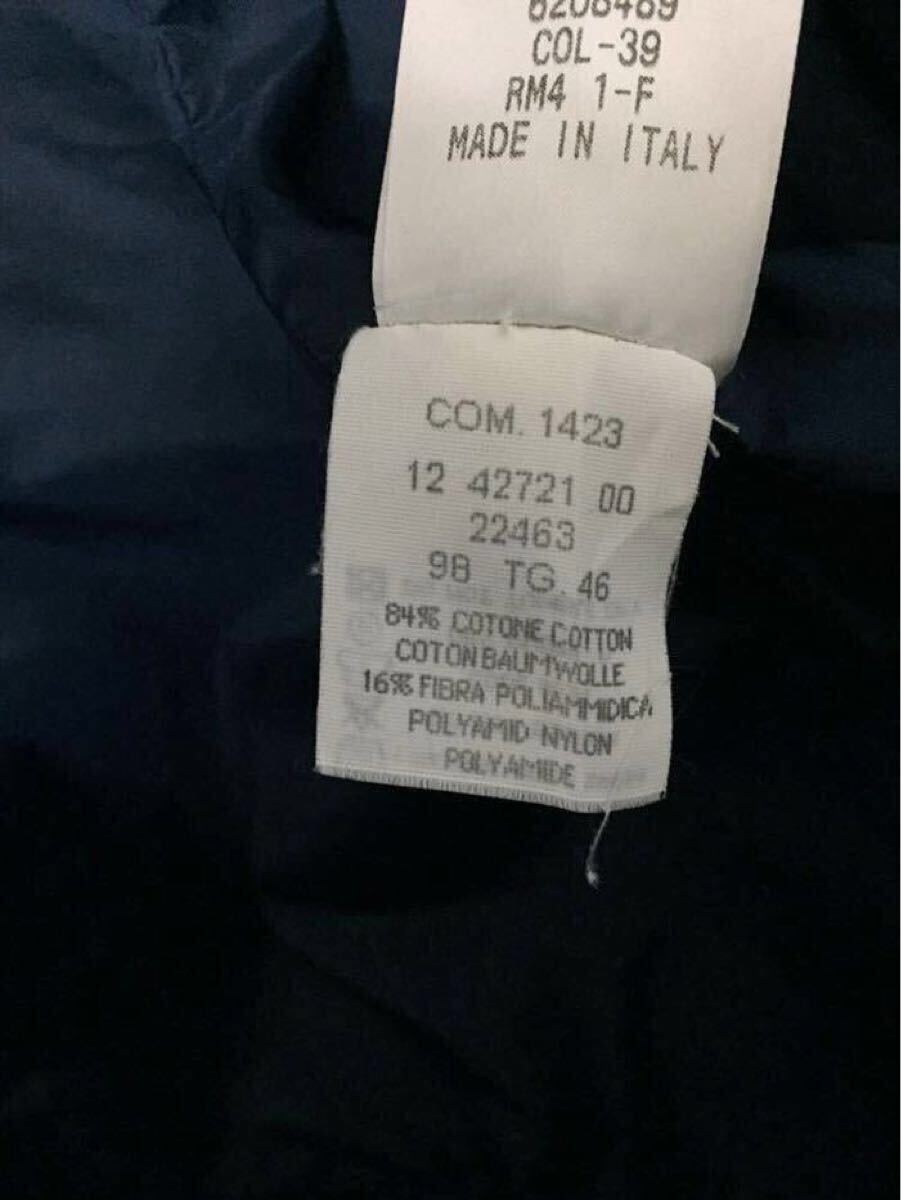 6208489
COL-39
RM4 1-F
MADE IN ITALY
COM. 1423
12 42721 00
22463
98 TG. 46
84% COTONE COTTON
COTON BAUMWOLLE
16% FIBRA POLIAMMIDICA
POLYAMID NYLON
POLYAMIDE